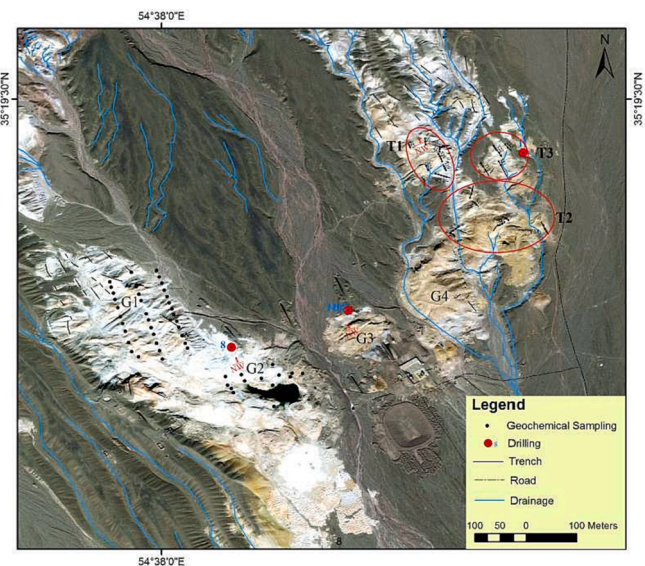 54°38'0"E
35°19'30"N
35°19'30"N
N
T1
T3
T2
G4
G1
G3
8
G2
Legend
Geochemical Sampling
Drilling
Trench
Road
Drainage
100 50 0 100 Meters
8
54°38'0"E